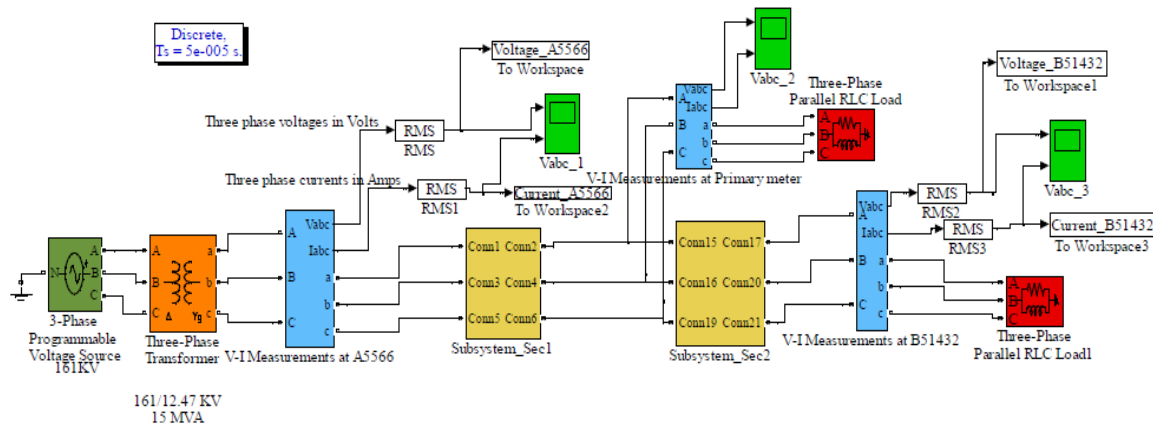 Discrete,
Ts = 5e-005 s.
Voltage_A5566
To Workspace
Three phase voltages in Volts
RMS
RMS
Vabc_1
Three phase currents in Amps
RMS
RMS1
Current_A5566
To Workspace2
Vabc_2
Vabc
Iabc
A
B
C
a
b
c
V-I Measurements at Primary meter
Three-Phase
Parallel RLC Load
A
B
C
Voltage_B51432
To Workspace1
Vabc_3
RMS
RMS2
RMS
RMS3
Current_B51432
To Workspace3
N
A
B
C
3-Phase
Programmable
Voltage Source
161KV
A
B
C
a
b
c
Δ
Yg
Three-Phase
Transformer
161/12.47 KV
15 MVA
A
B
C
Vabc
Iabc
a
b
c
V-I Measurements at A5566
Conn1 Conn2
Conn3 Conn4
Conn5 Conn6
Subsystem_Sec1
Conn15 Conn17
Conn16 Conn20
Conn19 Conn21
Subsystem_Sec2
Vabc
A
Iabc
B
a
b
C
c
V-I Measurements at B51432
A
B
C
Three-Phase
Parallel RLC Load1